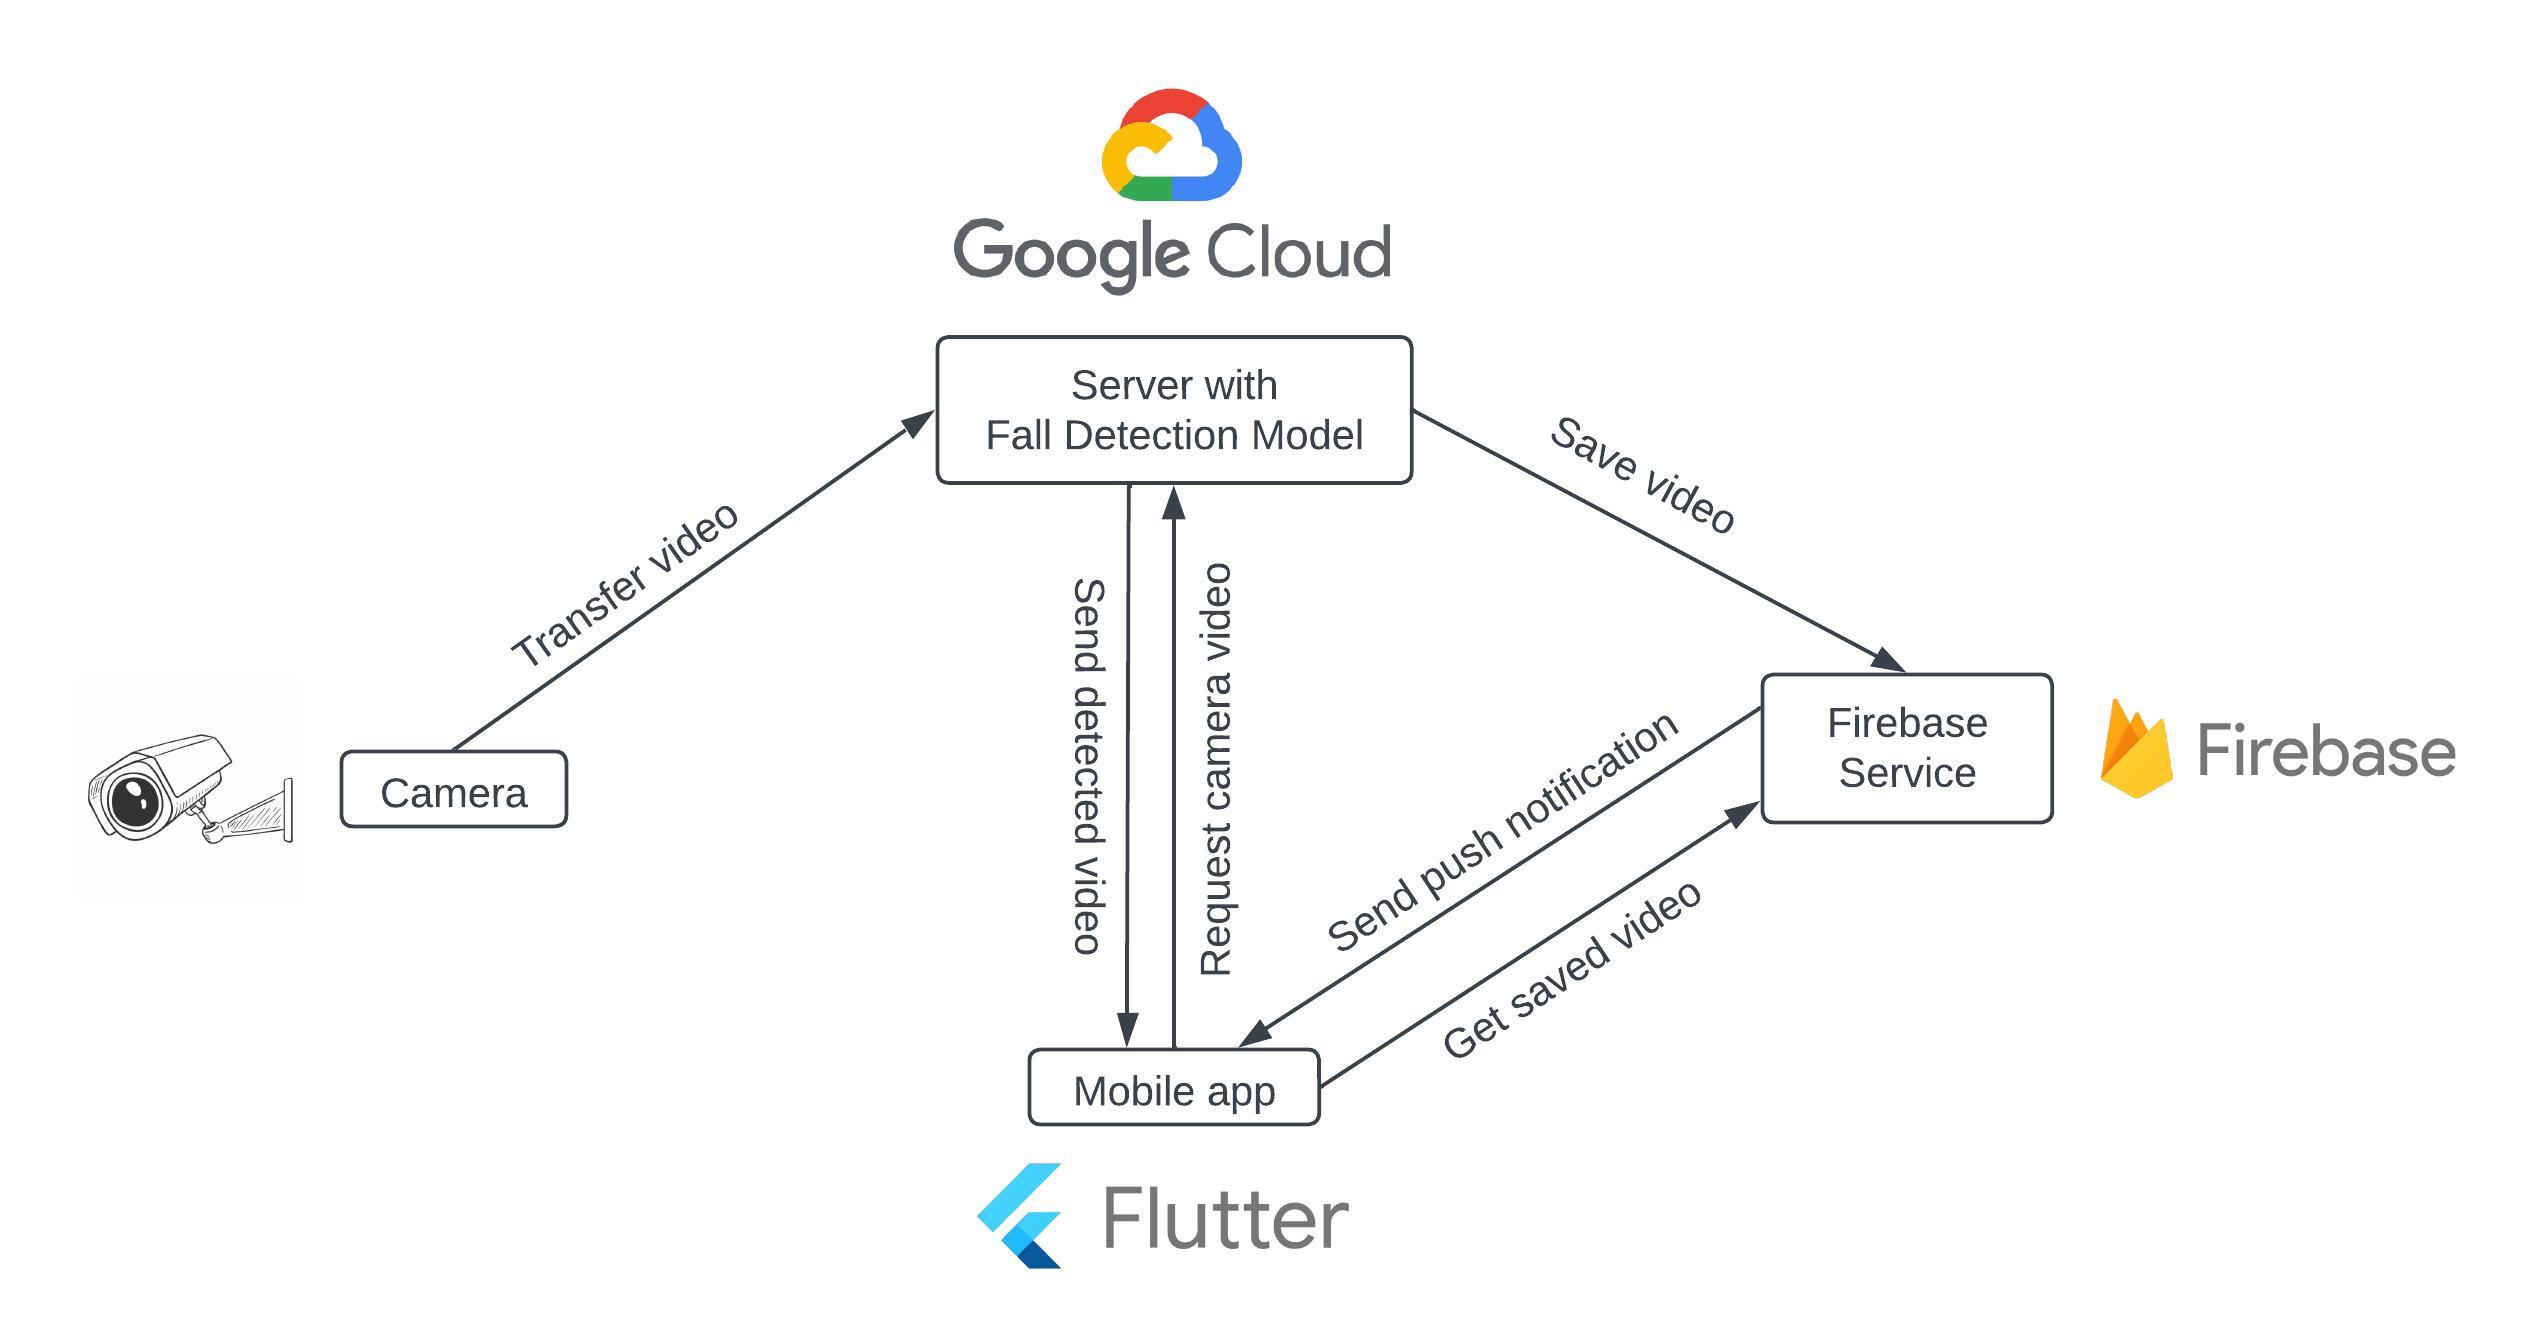 Google Cloud
Server with
Fall Detection Model
Transfer video
Save video
Send detected video
Request camera video
Camera
Firebase
Service
Firebase
Send push notification
Get saved video
Mobile app
Flutter